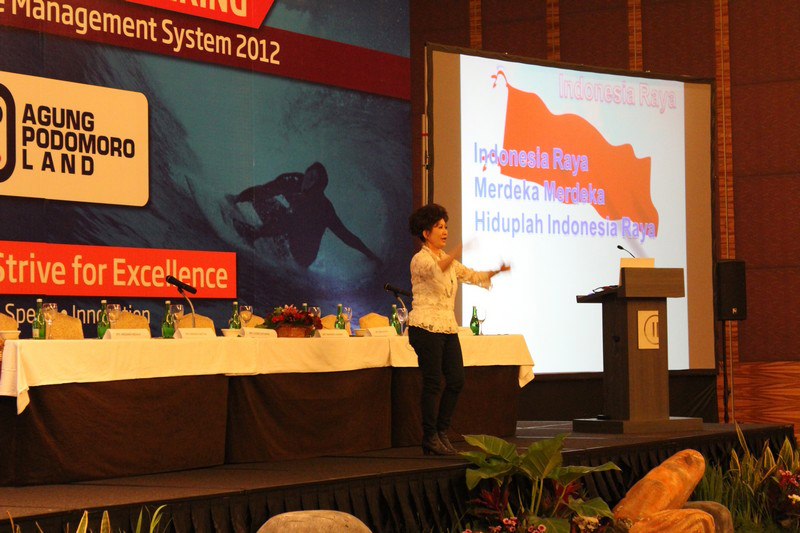 e Management System 2012
AGUNG
PODOMORO
LAND
Strive for Excellence
Indonesia Raya
Indonesia Raya
Merdeka Merdeka
Hiduplah Indonesia Raya